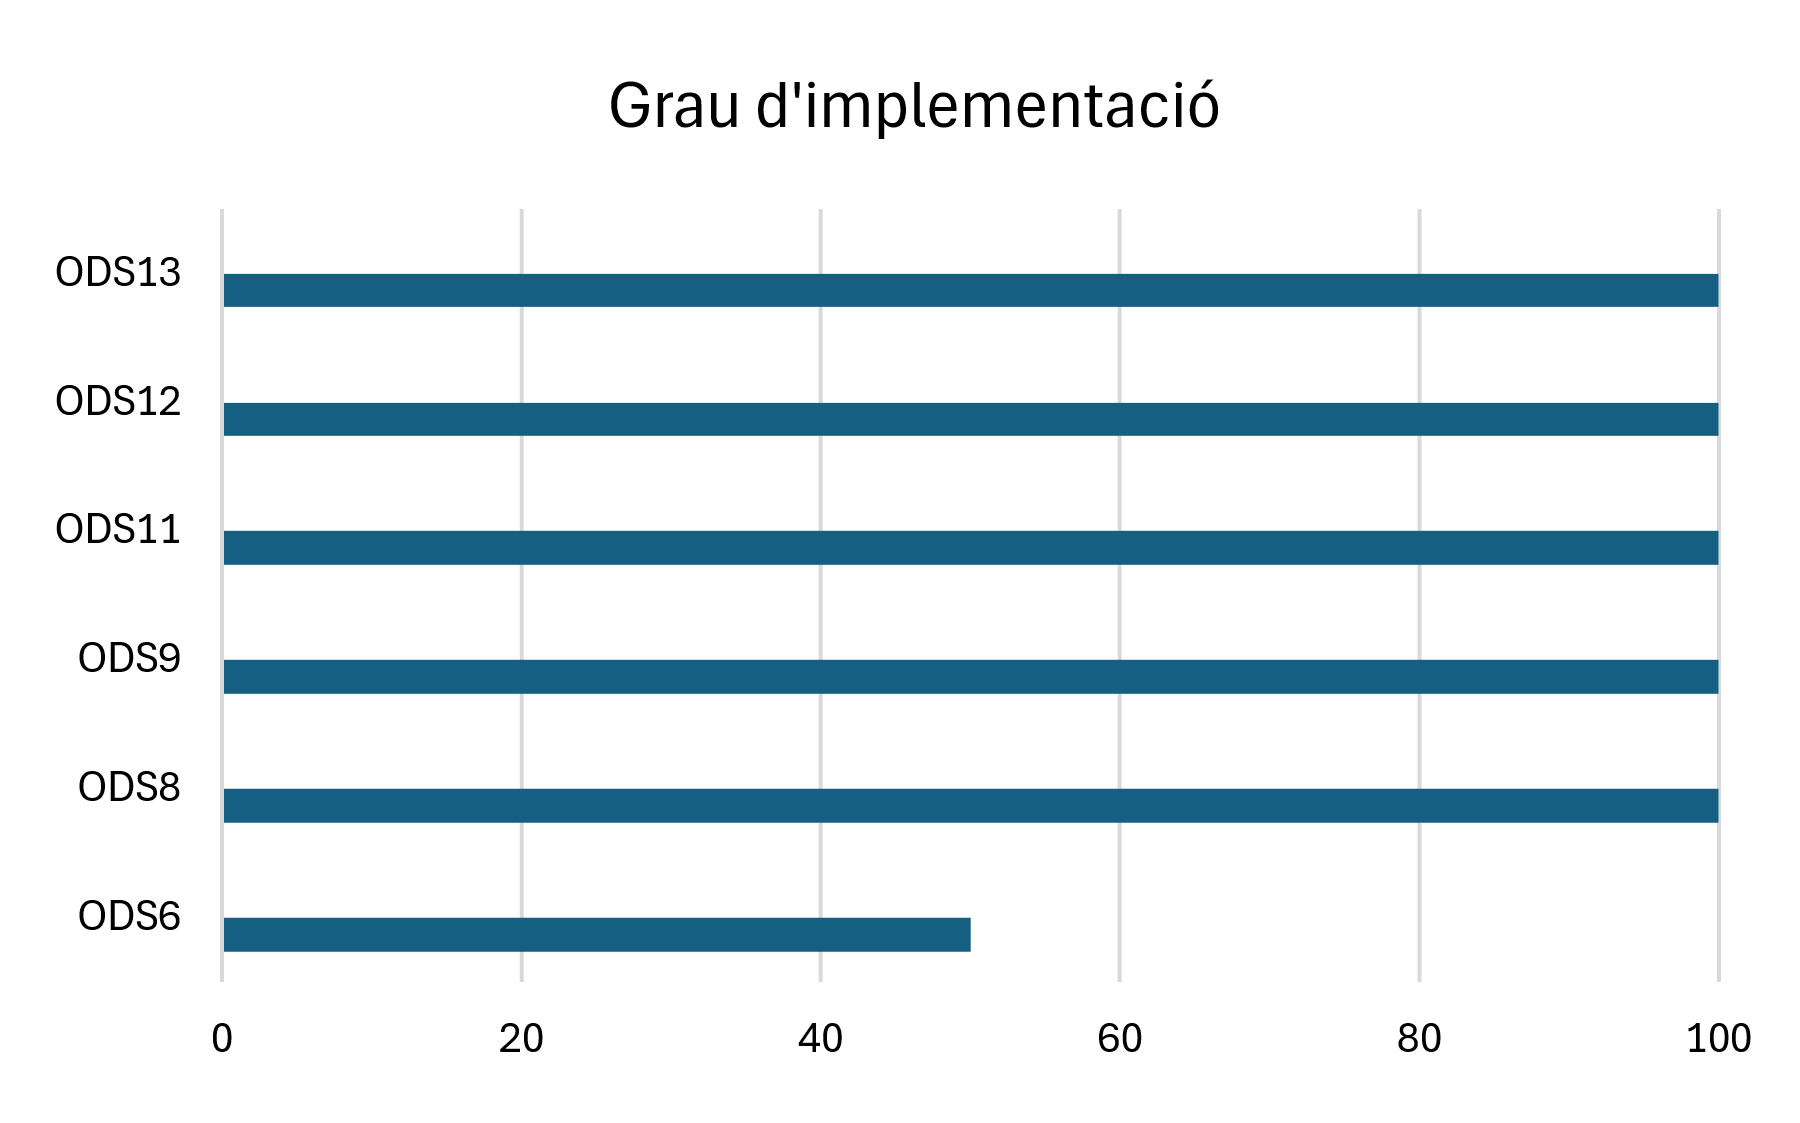 Grau d'implementació
ODS13
ODS12
ODS11
ODS9
ODS8
ODS6
0 20 40 60 80 100